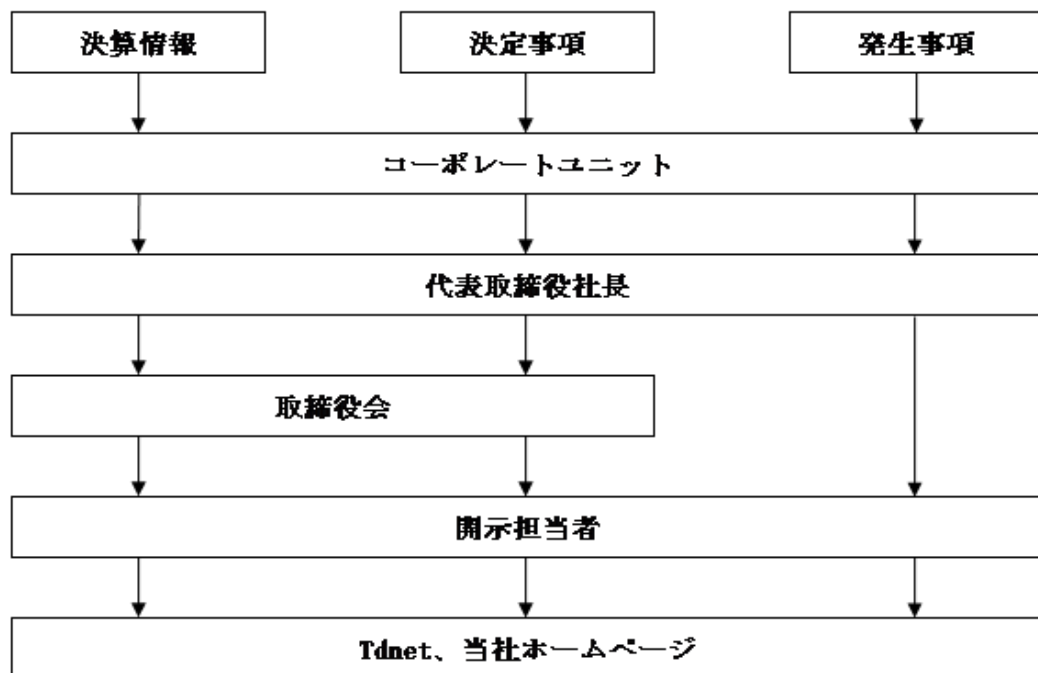 決算情報
決定事項
発生事項
コーポレートユニット
代表取締役社長
取締役会
開示担当者
Tdnet、当社ホームページ